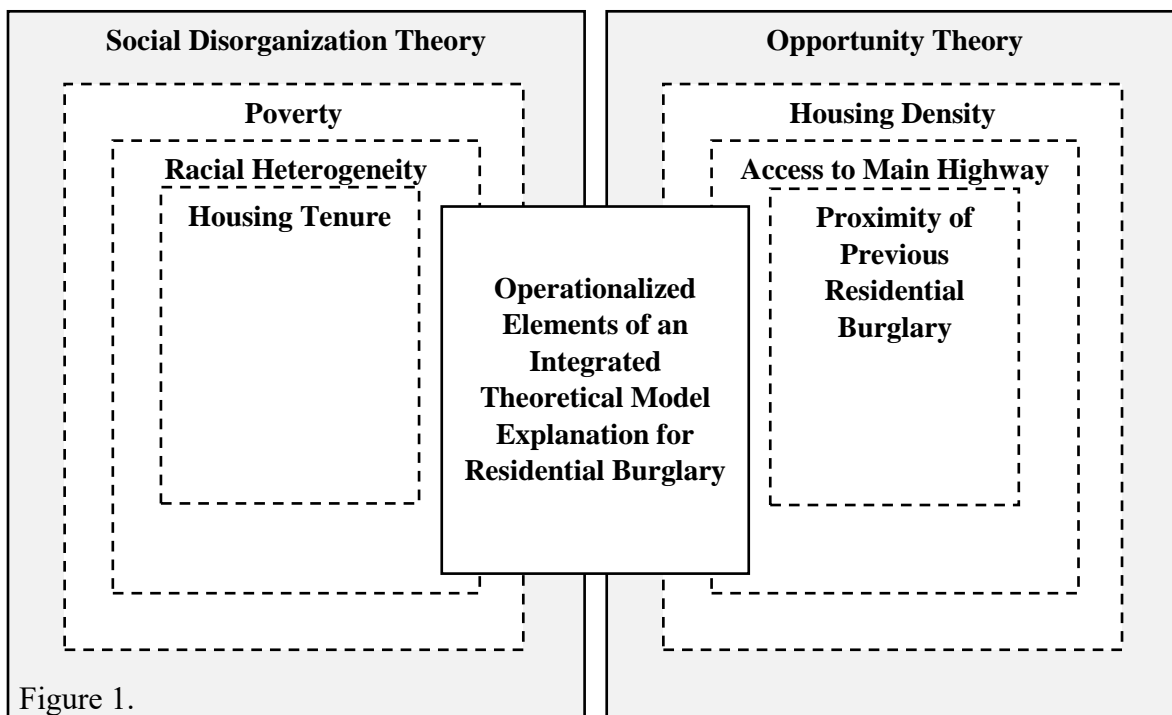 Social Disorganization Theory
Poverty
Racial Heterogeneity
Housing Tenure
Operationalized
Elements of an
Integrated
Theoretical Model
Explanation for
Residential Burglary
Opportunity Theory
Housing Density
Access to Main Highway
Proximity of
Previous
Residential
Burglary
Figure 1.